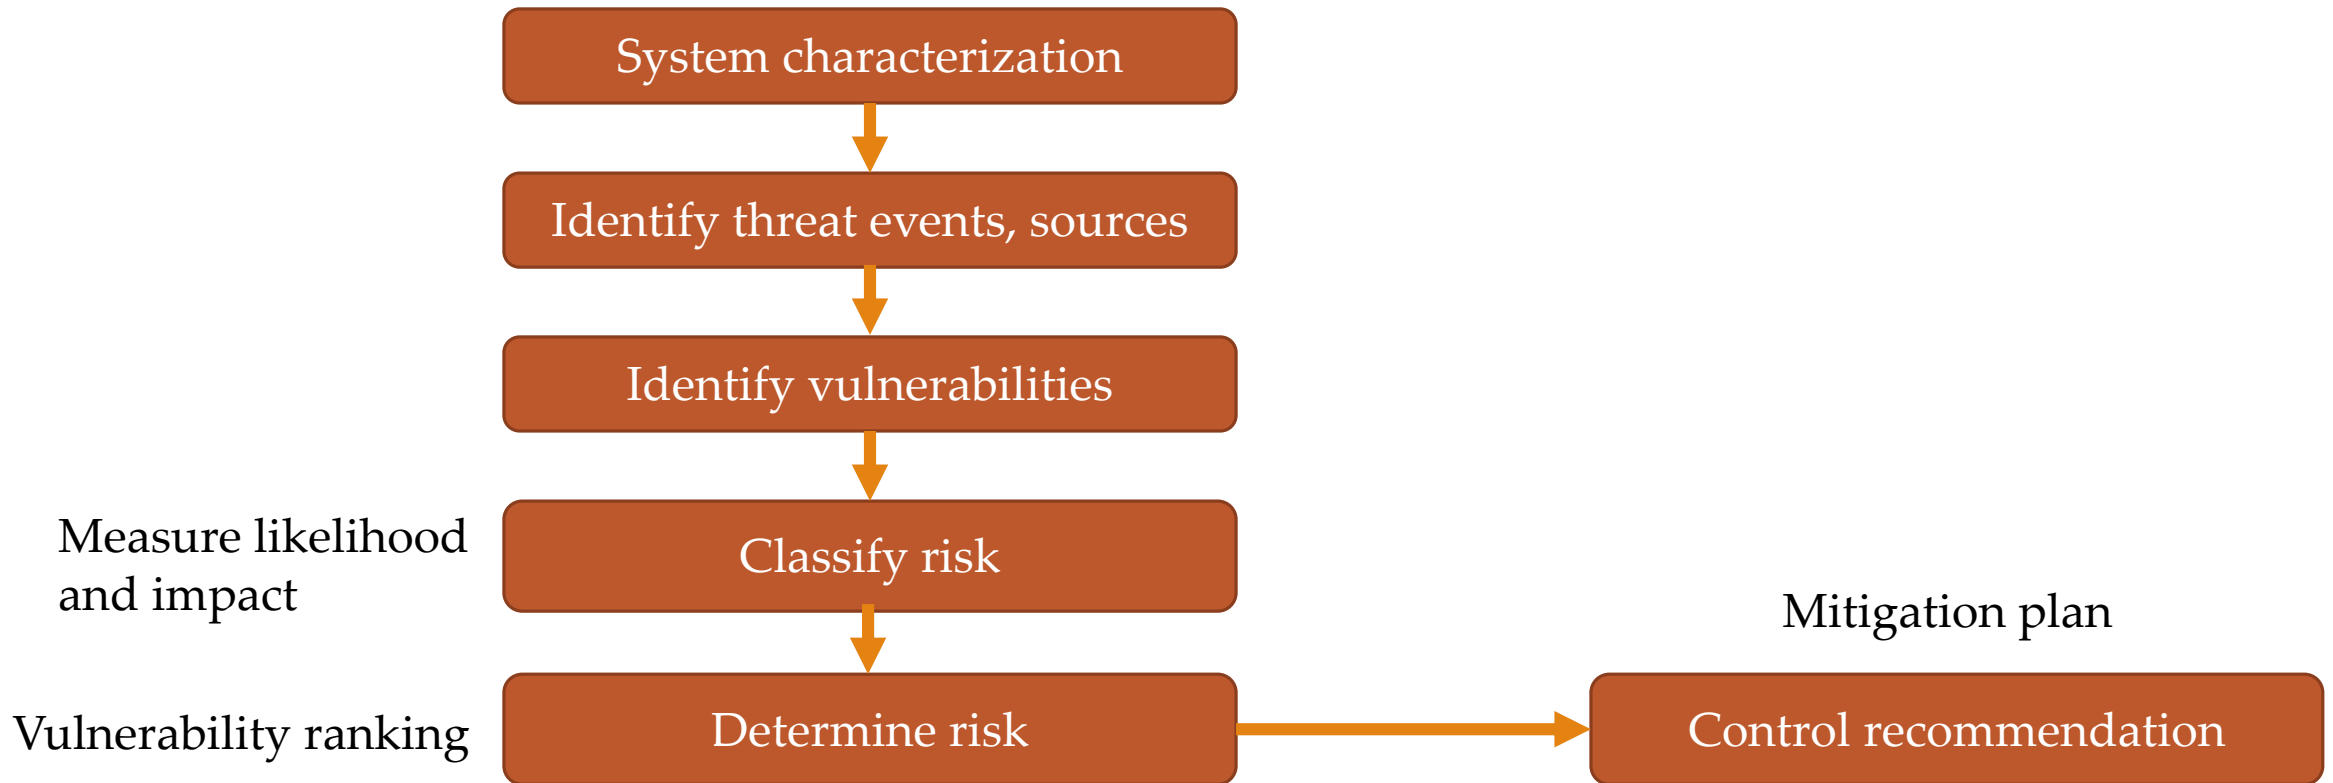 System characterization
Identify threat events, sources
Identify vulnerabilities
Measure likelihood
and impact
Classify risk
Mitigation plan
Vulnerability ranking
Determine risk
Control recommendation